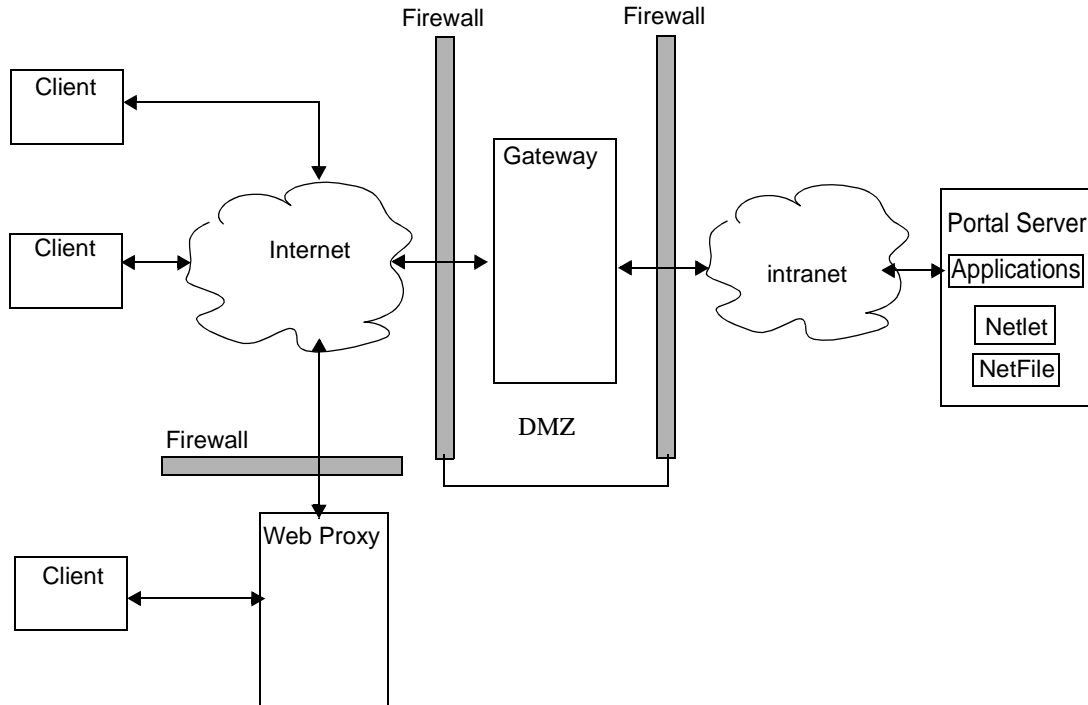 Firewall
Firewall
Client
Gateway
Client
Internet
Portal Server
Applications
intranet
Netlet
NetFile
DMZ
Firewall
Web Proxy
Client